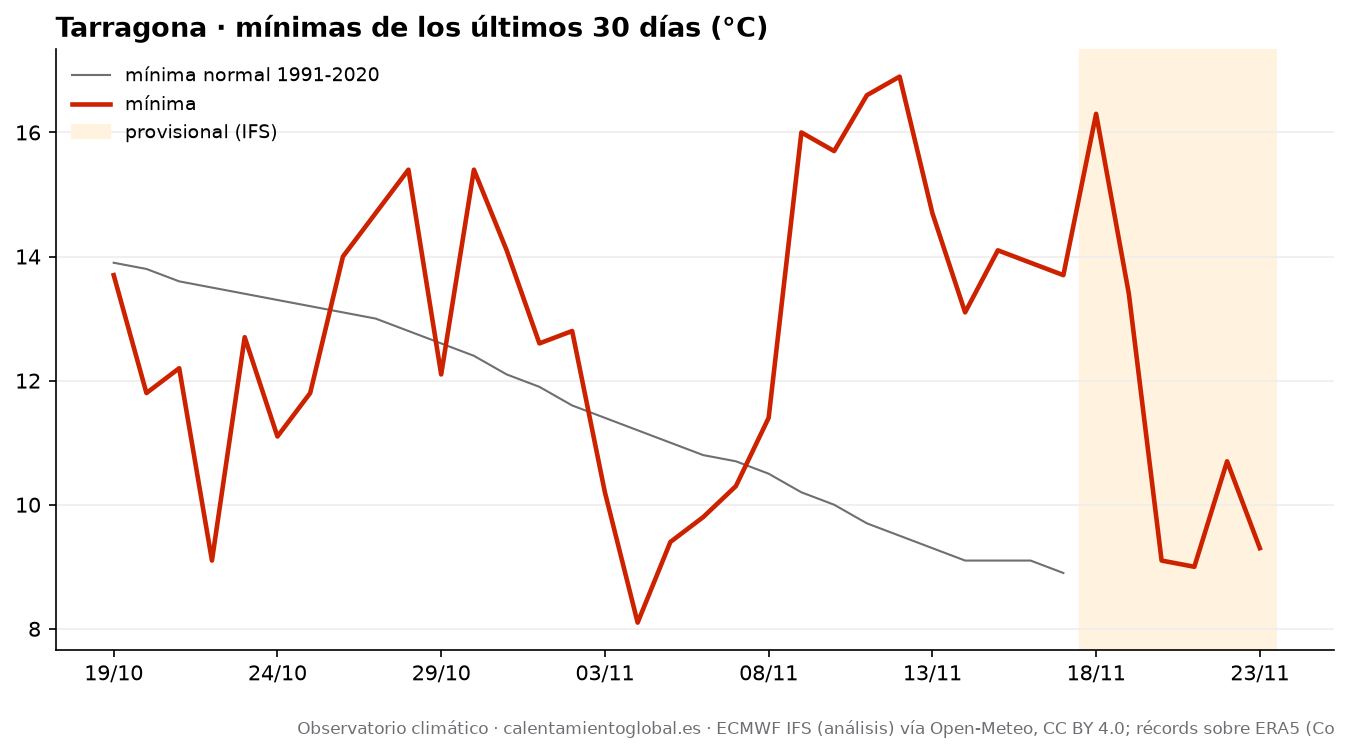 Tarragona · mínimas de los últimos 30 días (°C)
mínima normal 1991-2020
mínima
provisional (IFS)
16
14
12
10
8
19/10 24/10 29/10 03/11 08/11 13/11 18/11 23/11
Observatorio climático · calentamientoglobal.es · ECMWF IFS (análisis) vía Open-Meteo, CC BY 4.0; récords sobre ERA5 (Co